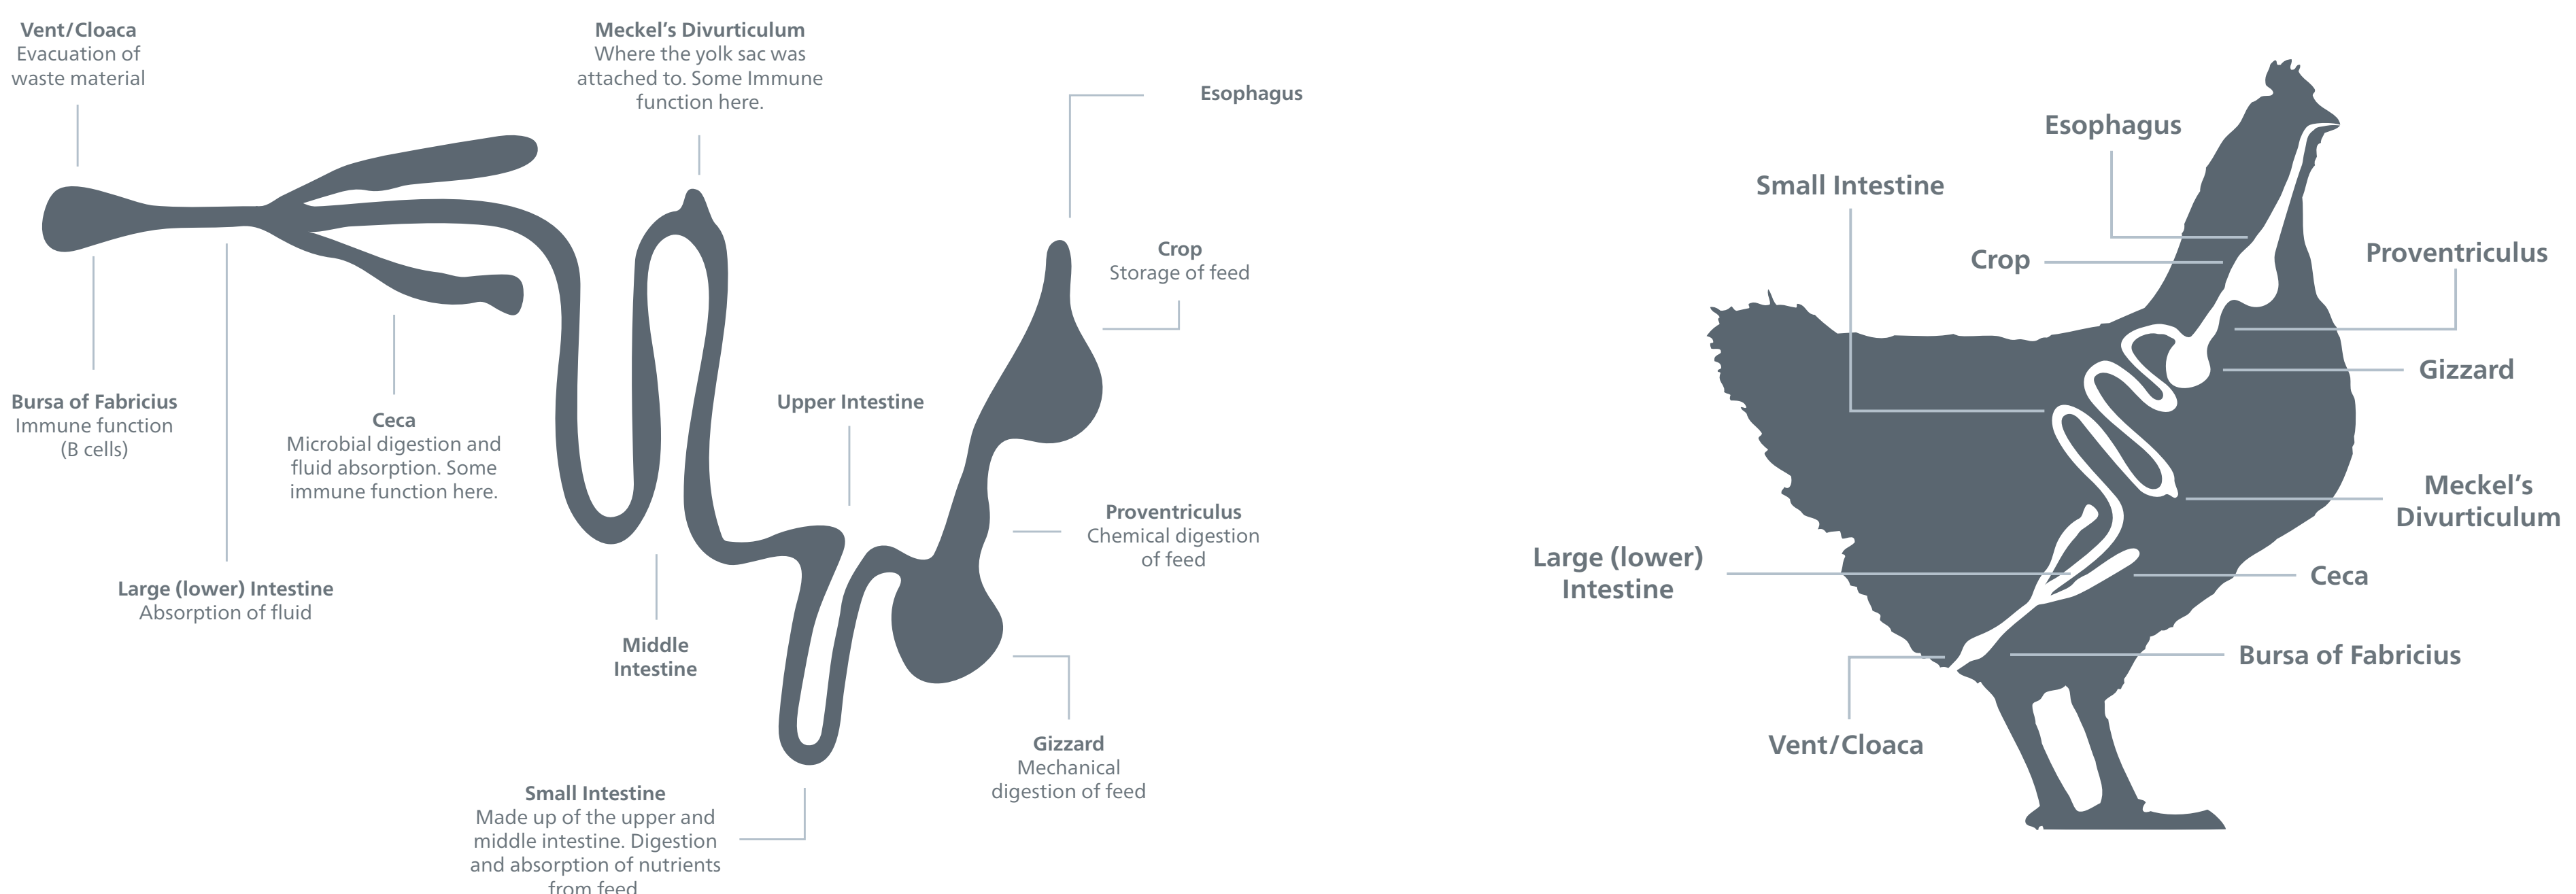 Vent/Cloaca
Evacuation of
waste material
Meckel's Divurticulum
Where the yolk sac was
attached to. Some Immune
function here.
Esophagus
Crop
Storage of feed
Bursa of Fabricius
Immune function
(B cells)
Ceca
Microbial digestion and
fluid absorption. Some
immune function here.
Upper Intestine
Proventriculus
Chemical digestion
of feed
Large (lower) Intestine
Absorption of fluid
Middle
Intestine
Gizzard
Mechanical
digestion of feed
Small Intestine
Made up of the upper and
middle intestine. Digestion
and absorption of nutrients
from feed
Esophagus
Small Intestine
Crop
Proventriculus
Gizzard
Meckel's
Divurticulum
Large (lower)
Intestine
Ceca
Bursa of Fabricius
Vent/Cloaca